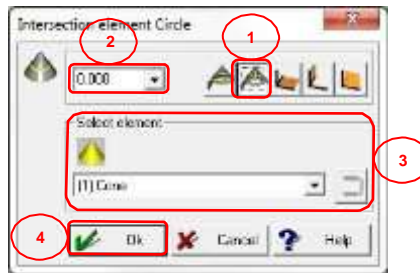 Intersection element Circle
2
1
0.000
Select element
(1) Cone
3
4
Ok
Cancel
Help